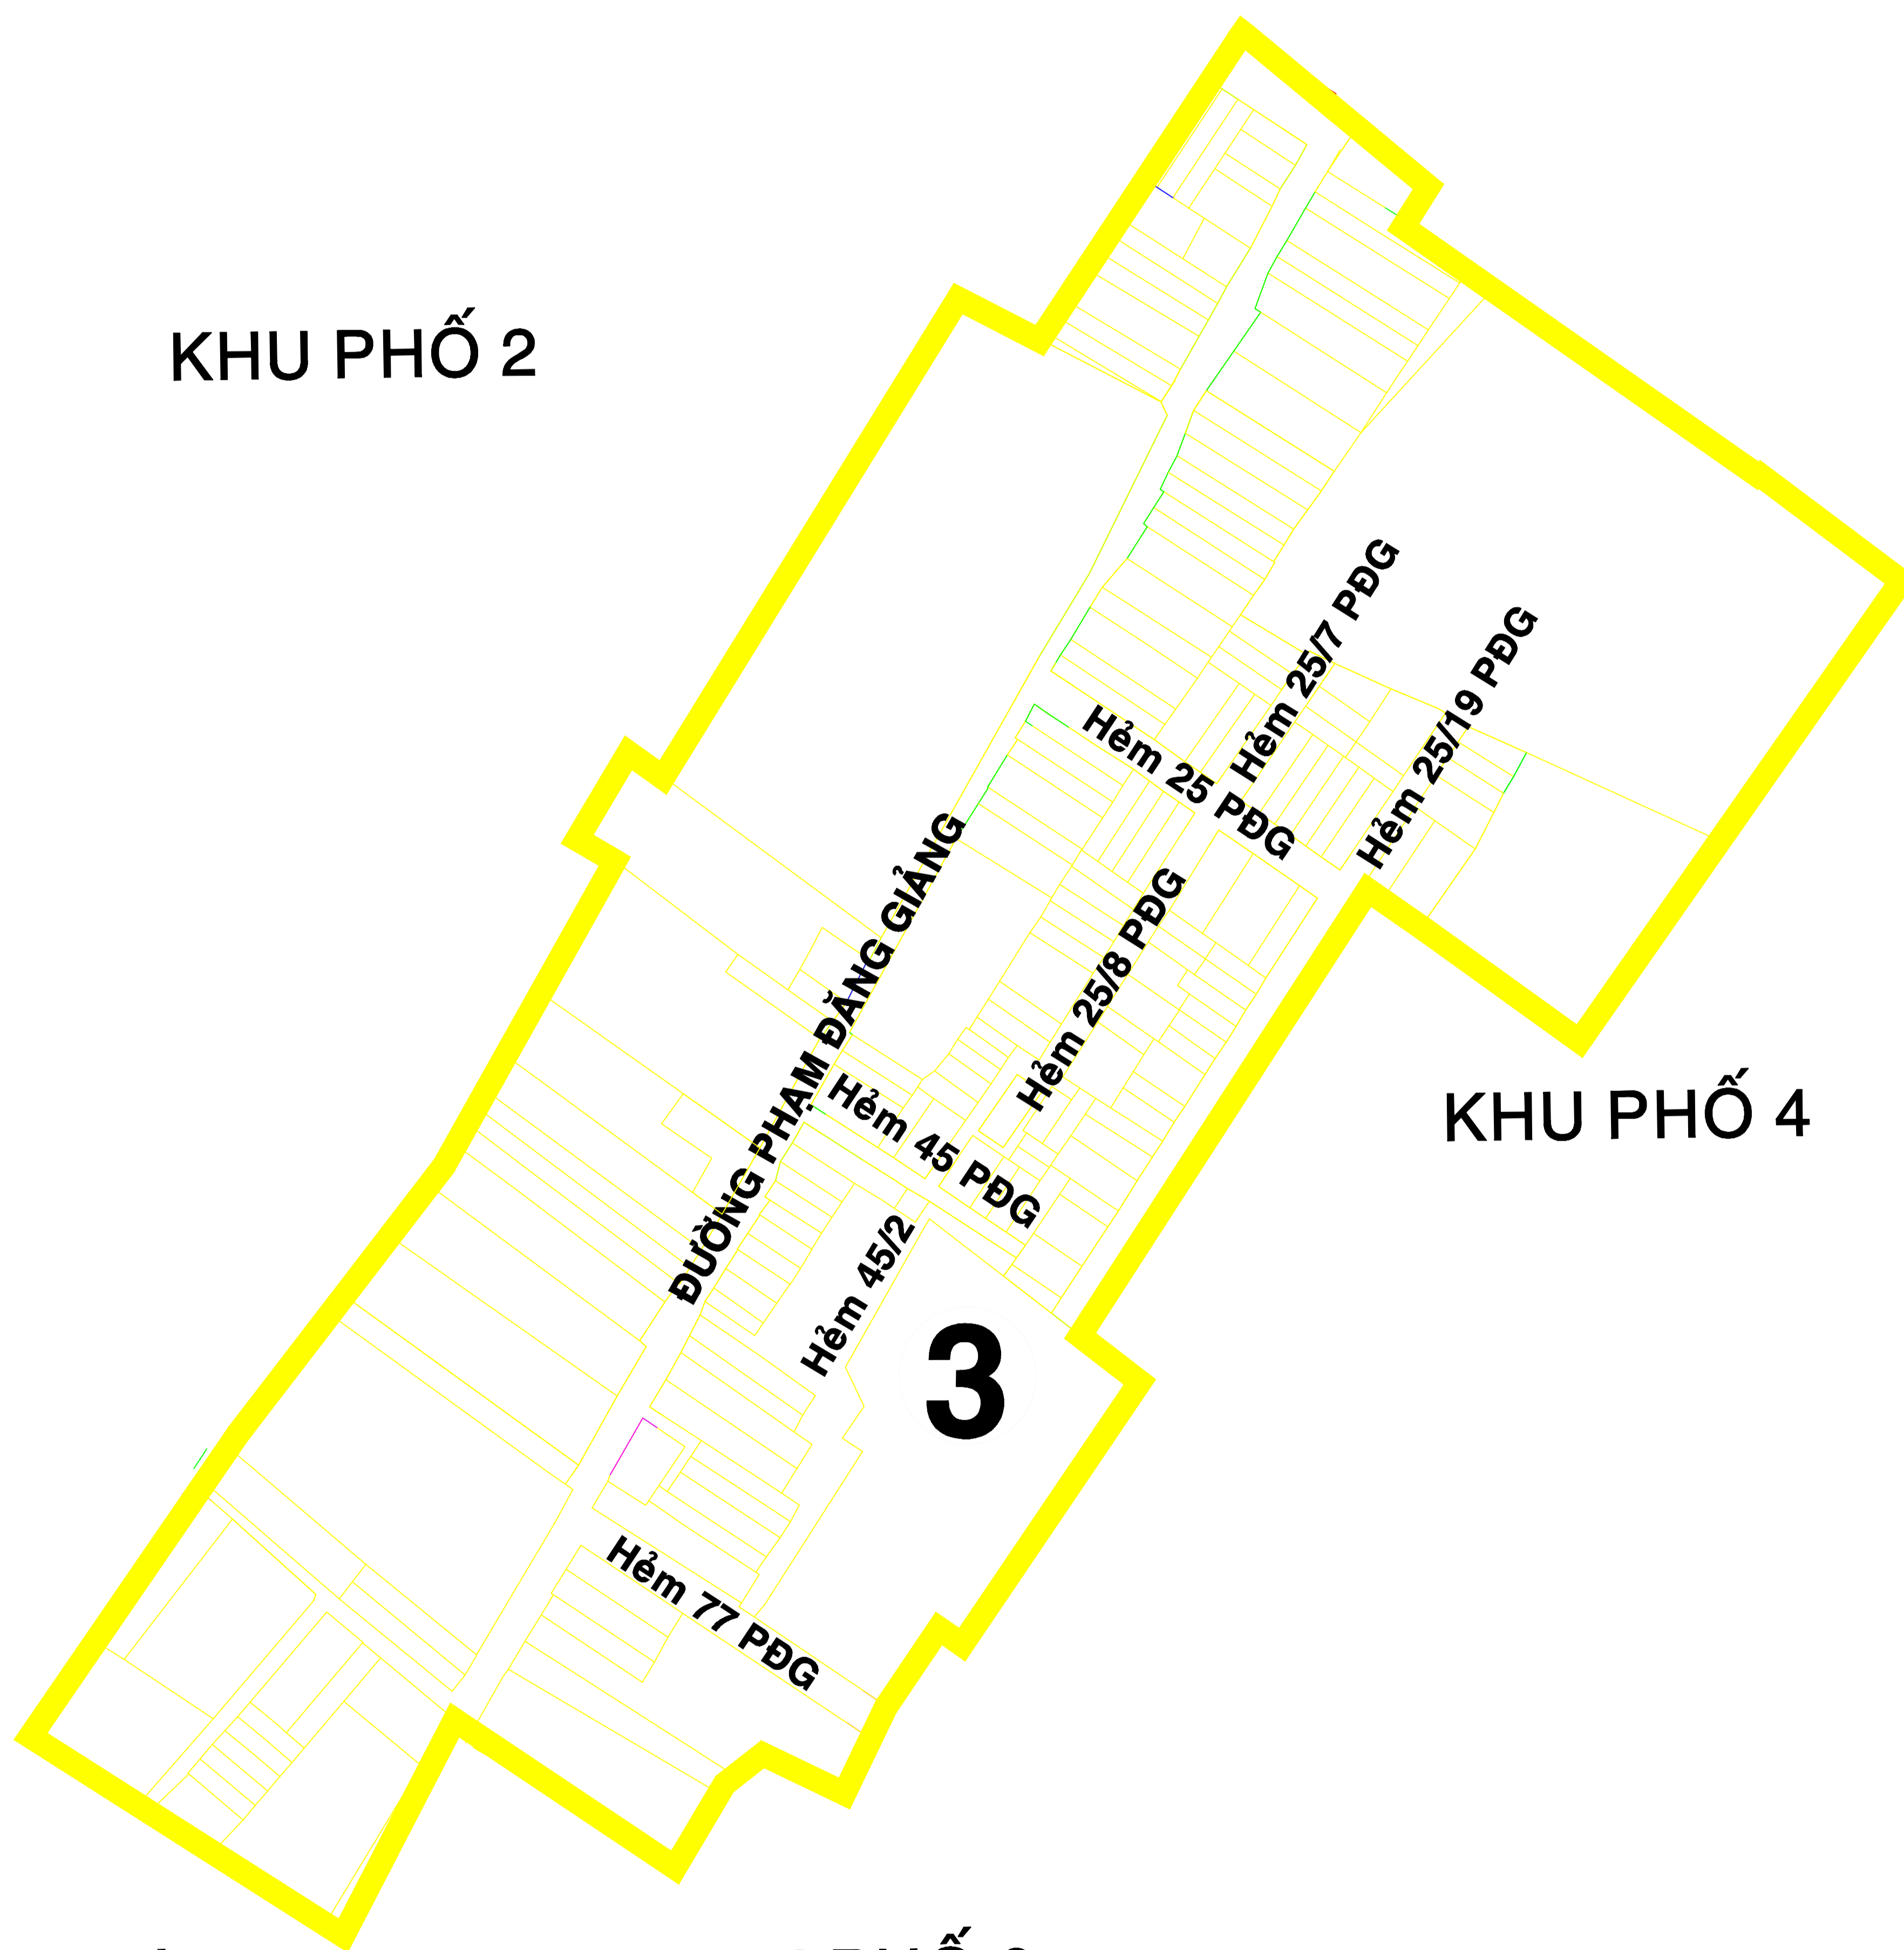 KHU PHỐ 2
Hẻm 25/7 PĐG
Hẻm 25/19 PĐG
Hẻm 25 PĐG
ĐƯỜNG PHẠM ĐĂNG GIẢNG
Hẻm 25/8 PĐG
Hẻm 45 PĐG
KHU PHỐ 4
Hẻm 45/2
3
Hẻm 77 PĐG